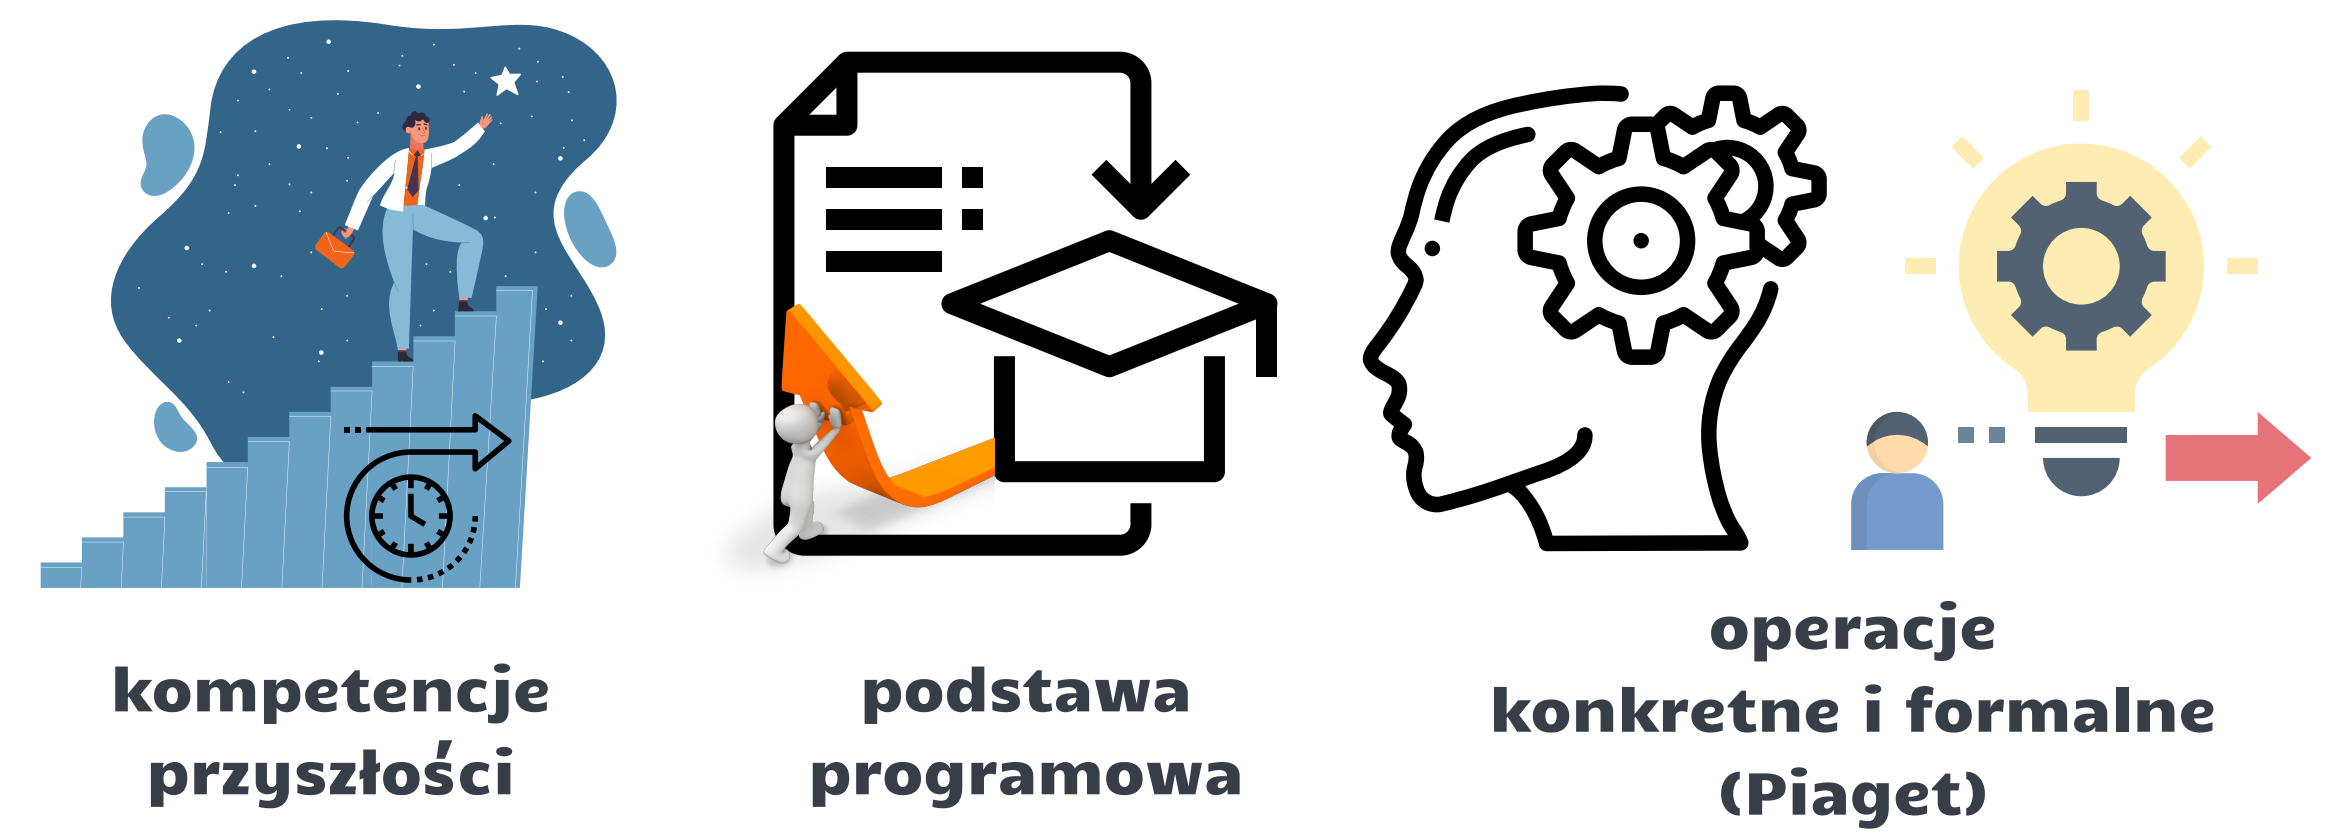 kompetencje
przyszłości
podstawa
programowa
operacje
konkretne i formalne
(Piaget)